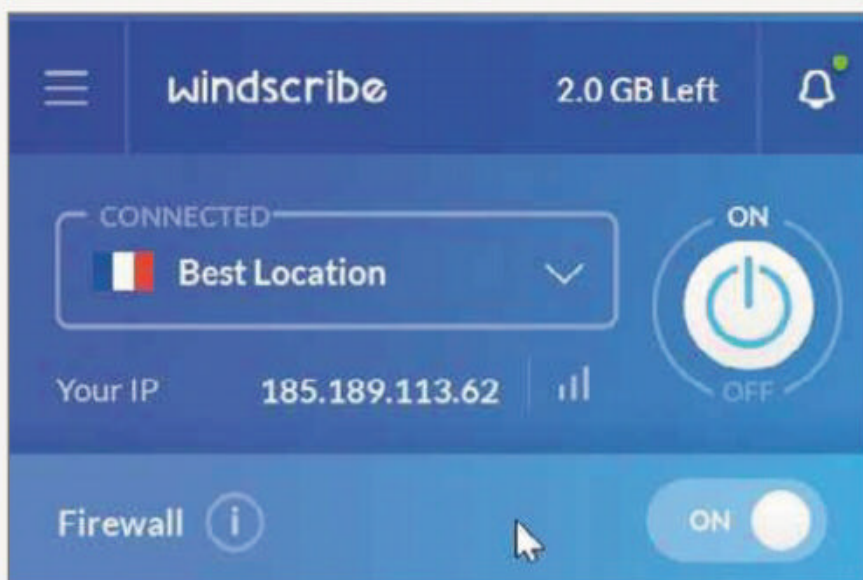 windscribe 2.0 GB Left
CONNECTED
Best Location
ON
Your IP 185.189.113.62
OFF
Firewall i ON